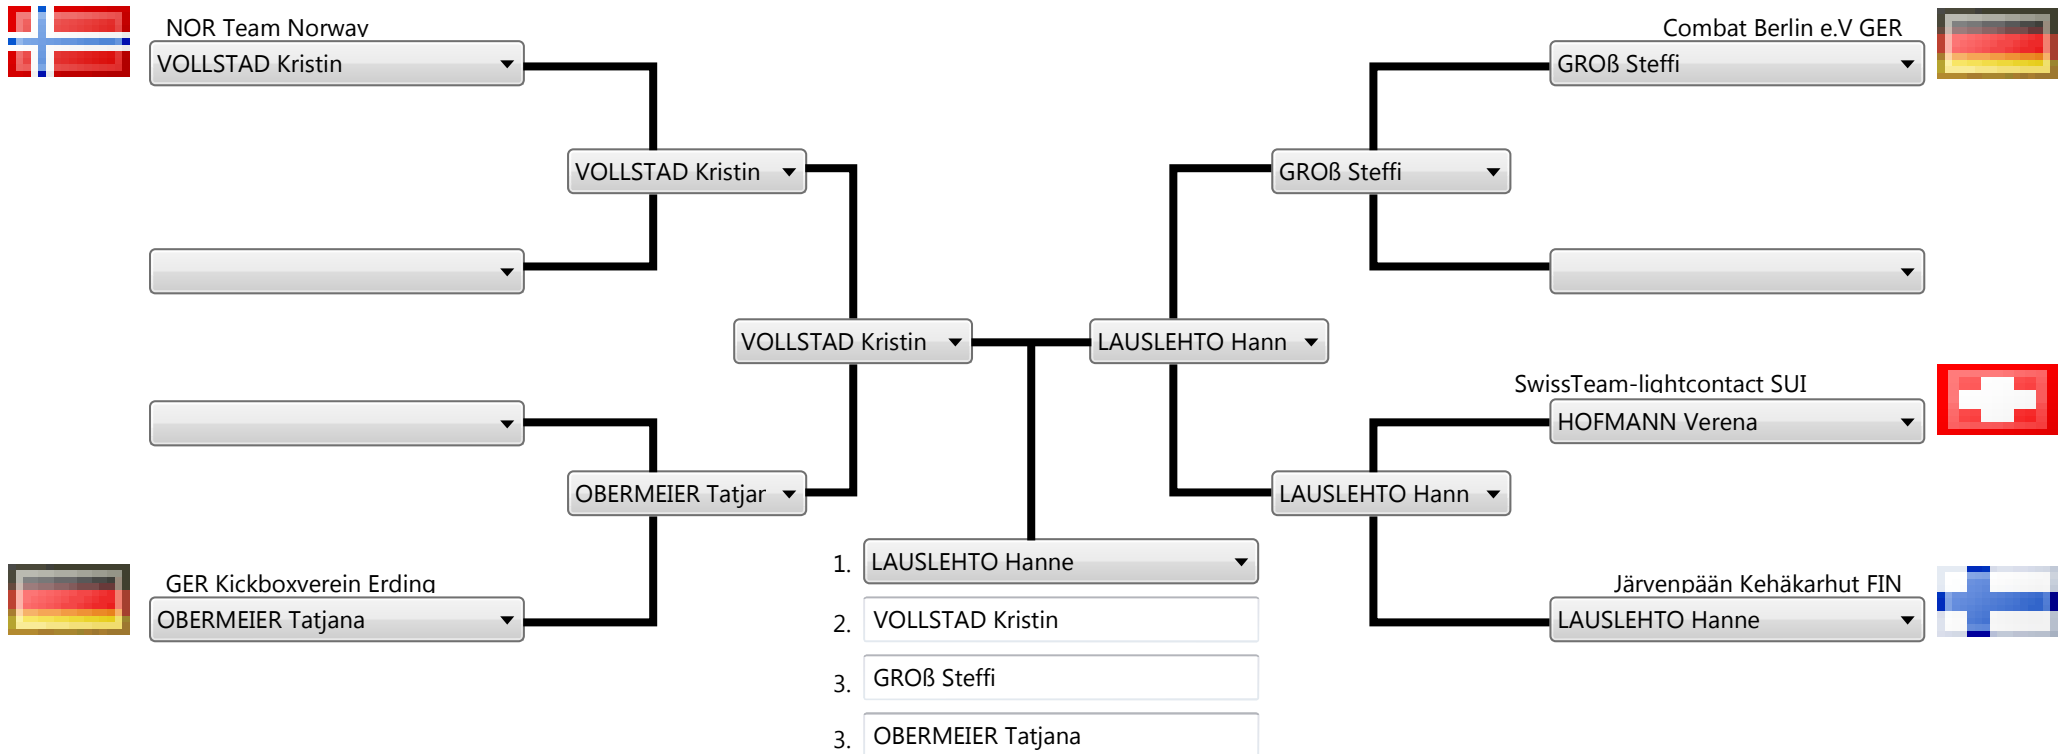 NOR Team Norway
VOLLSTAD Kristin
Combat Berlin e.V GER
GROß Steffi
VOLLSTAD Kristin
GROß Steffi
VOLLSTAD Kristin
LAUSLEHTO Hann
SwissTeam-lightcontact SUI
HOFMANN Verena
OBERMEIER Tatjar
LAUSLEHTO Hann
GER Kickboxverein Erding
OBERMEIER Tatjana
Järvenpään Kehäkarhut FIN
LAUSLEHTO Hanne
1. LAUSLEHTO Hanne
2. VOLLSTAD Kristin
3. GROß Steffi
3. OBERMEIER Tatjana